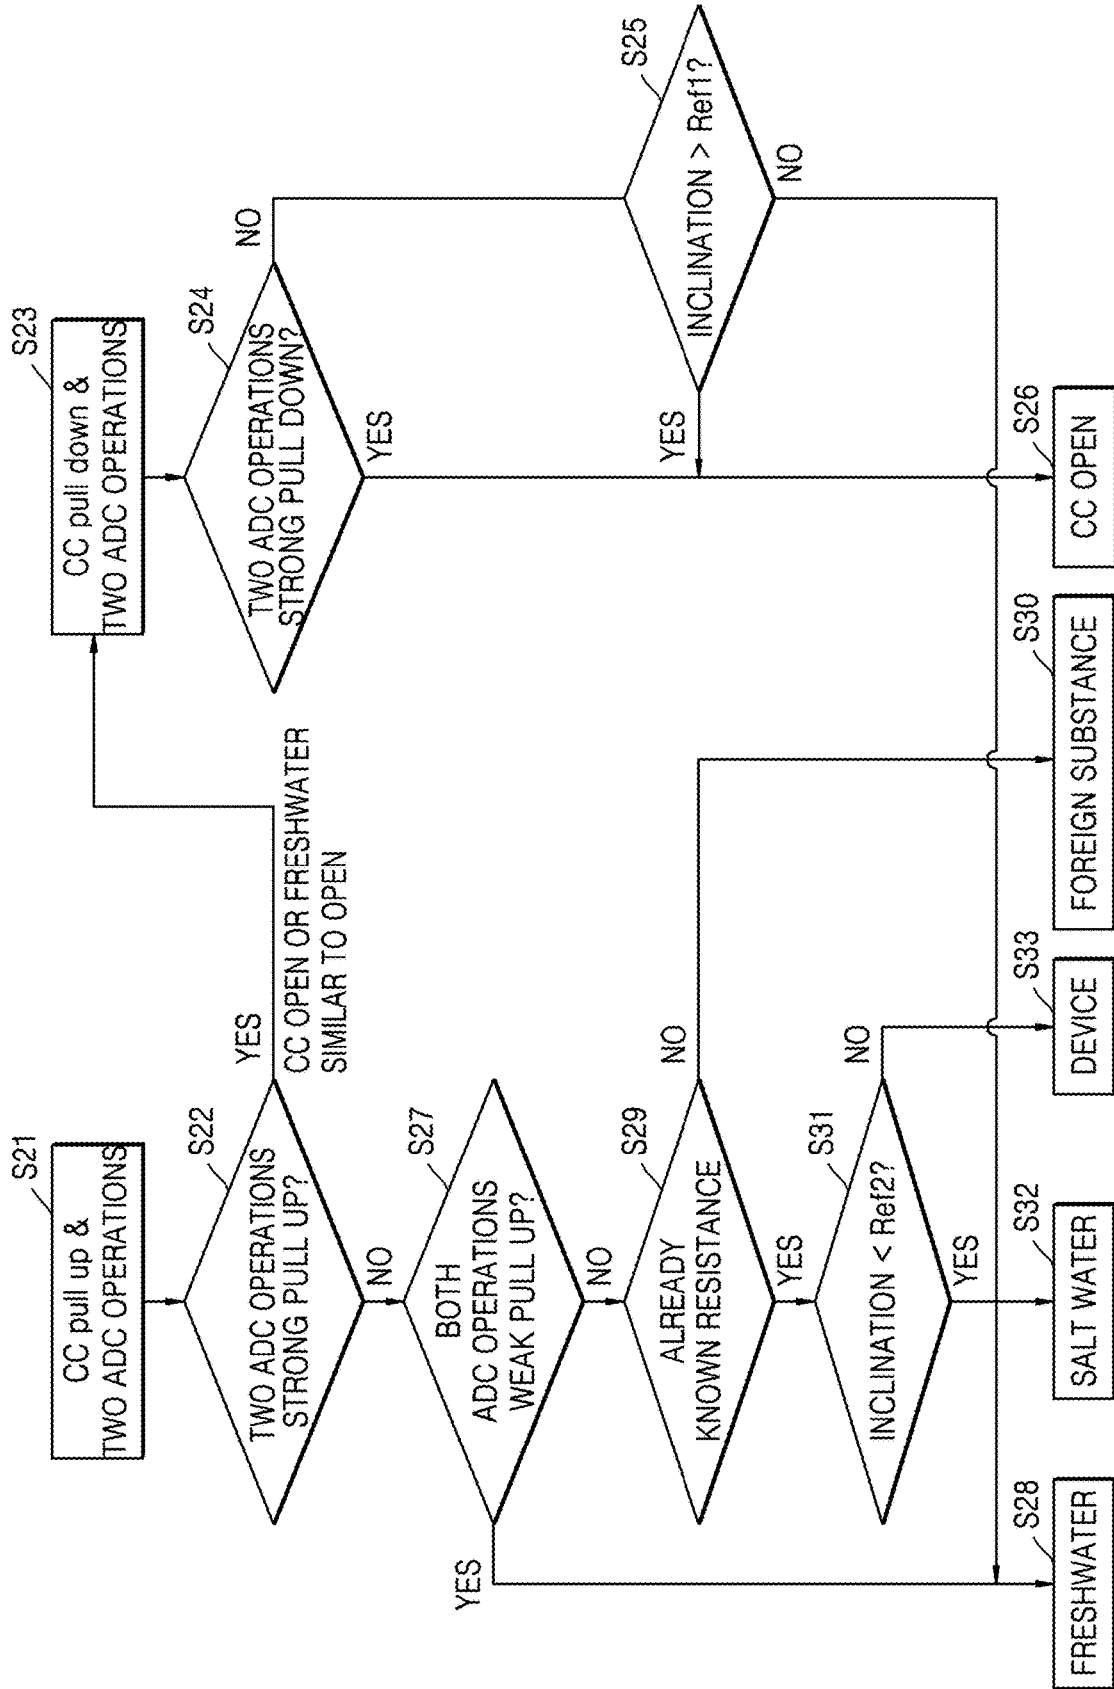 S21
CC pull up &
TWO ADC OPERATIONS
S22
TWO ADC OPERATIONS
STRONG PULL UP?
YES
CC OPEN OR FRESHWATER
SIMILAR TO OPEN
NO
S23
CC pull down &
TWO ADC OPERATIONS
S24
TWO ADC OPERATIONS
STRONG PULL DOWN?
NO
YES
S25
INCLINATION > Ref1?
YES
NO
S27
BOTH
ADC OPERATIONS
WEAK PULL UP?
YES
NO
S29
ALREADY
KNOWN RESISTANCE
NO
YES
S31
INCLINATION < Ref2?
NO
YES
S28
FRESHWATER
S32
SALT WATER
S33
DEVICE
S30
FOREIGN SUBSTANCE
S26
CC OPEN